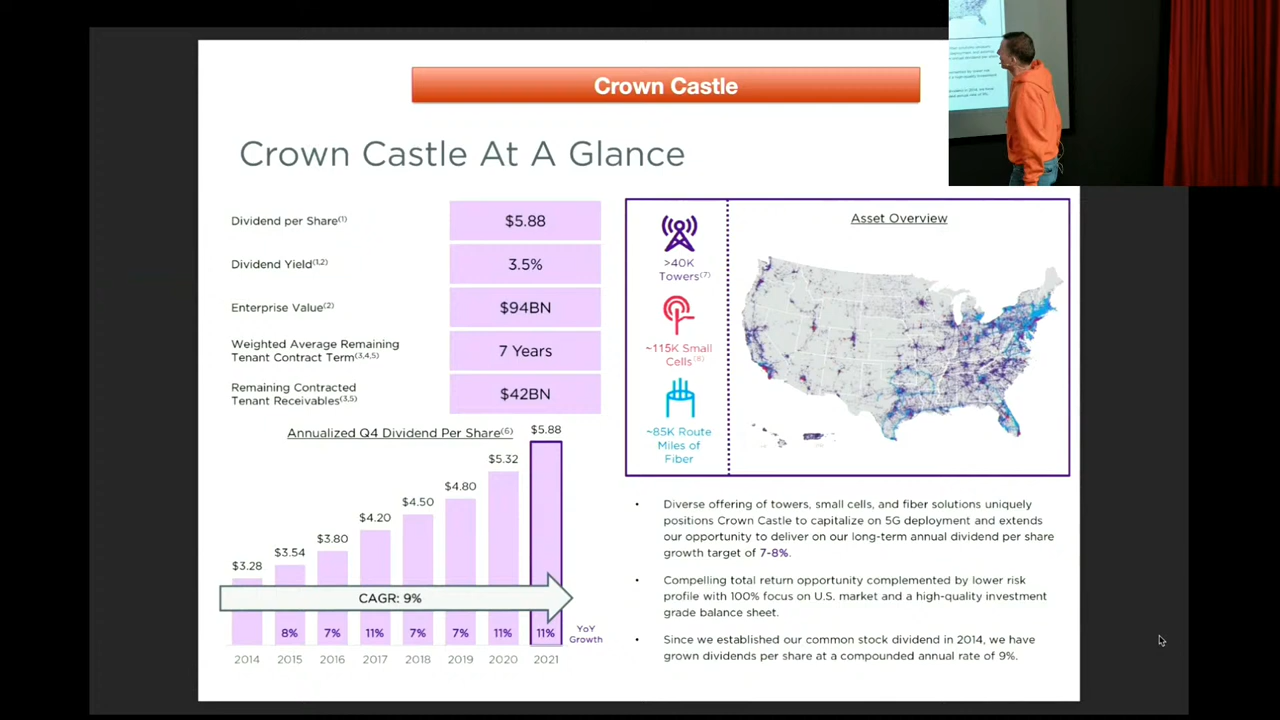 Crown Castle
Crown Castle At A Glance
Dividend per Share(1)
$5.88
Dividend Yield(1,2)
3.5%
Enterprise Value(2)
$94BN
Weighted Average Remaining
Tenant Contract Term(3,4,5)
7 Years
Remaining Contracted
Tenant Receivables(3,5)
$42BN
Annualized Q4 Dividend Per Share(6)
$3.28
$3.54
$3.80
$4.20
$4.50
$4.80
$5.32
$5.88
CAGR: 9%
8%
7%
11%
7%
7%
11%
11%
YoY
Growth
2014
2015
2016
2017
2018
2019
2020
2021
>40K
Towers(7)
~115K Small
Cells(8)
~85K Route
Miles of
Fiber
Asset Overview
• Diverse offering of towers, small cells, and fiber solutions uniquely
positions Crown Castle to capitalize on 5G deployment and extends
our opportunity to deliver on our long-term annual dividend per share
growth target of 7-8%.
• Compelling total return opportunity complemented by lower risk
profile with 100% focus on U.S. market and a high-quality investment
grade balance sheet.
• Since we established our common stock dividend in 2014, we have
grown dividends per share at a compounded annual rate of 9%.